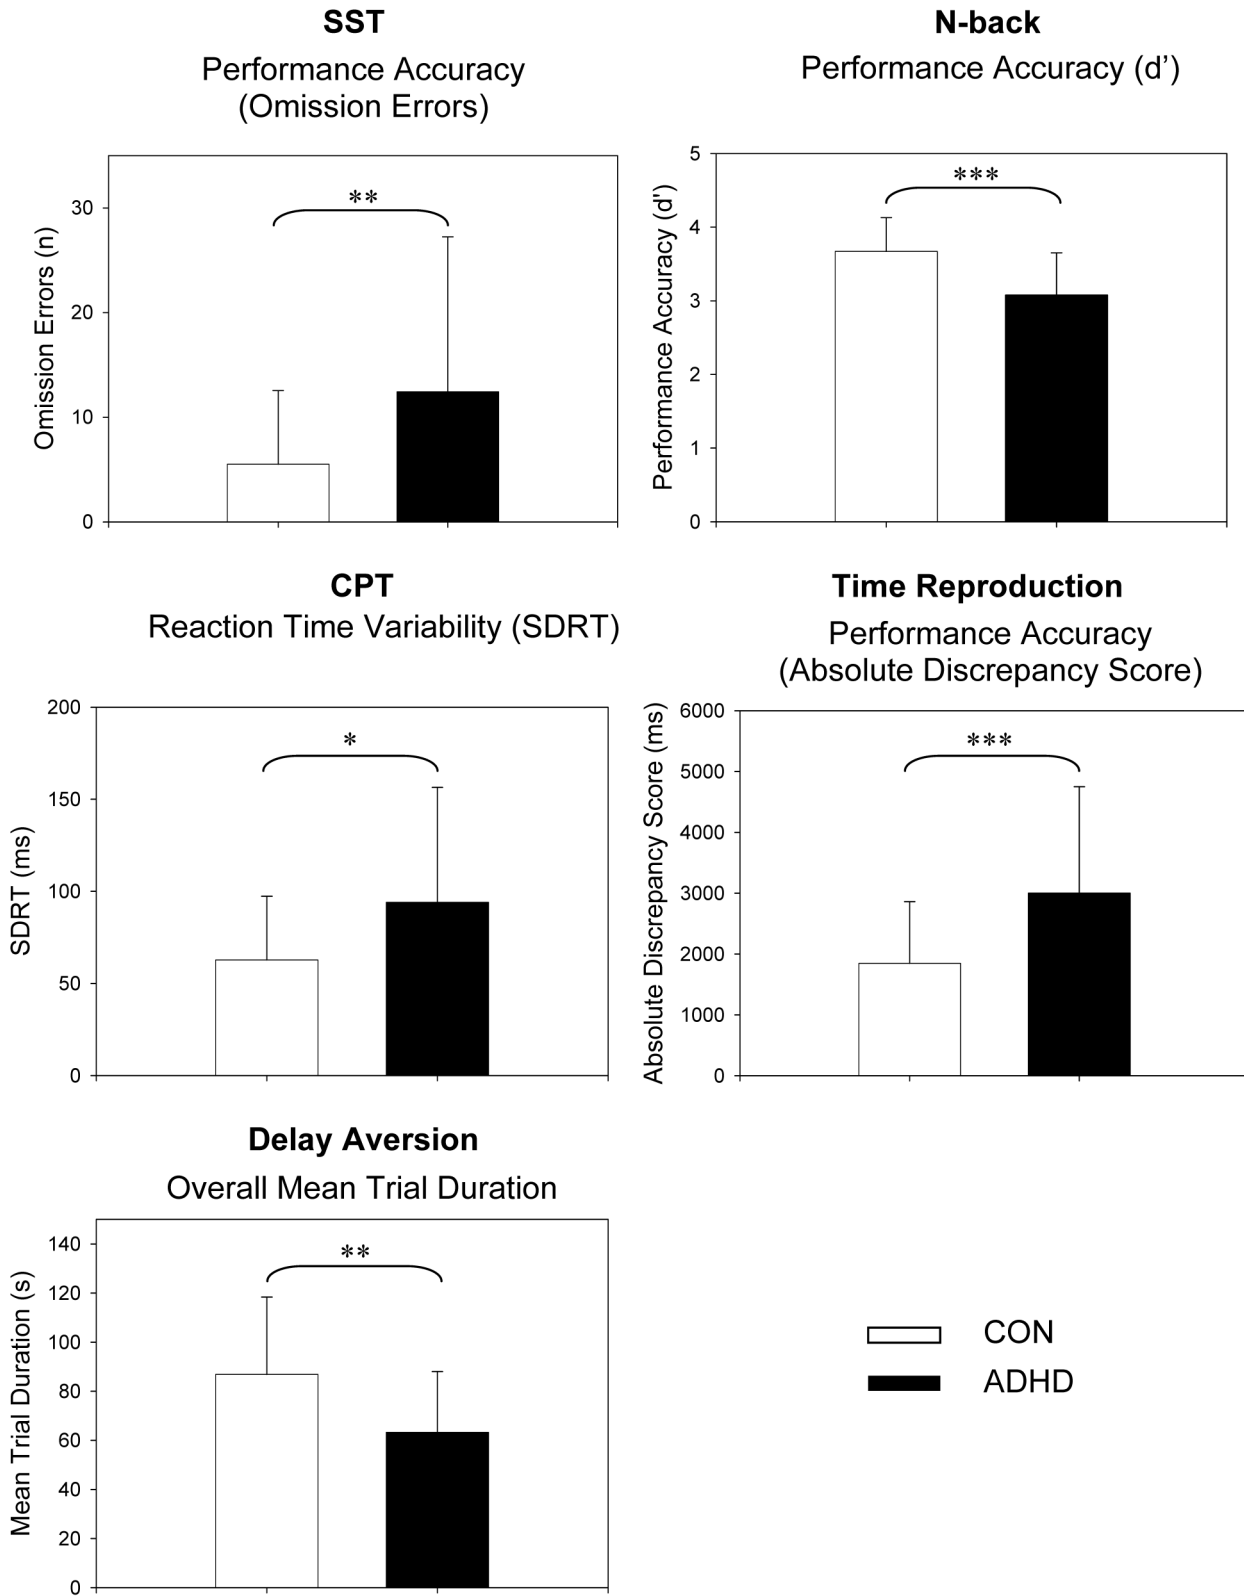 SST
Performance Accuracy
(Omission Errors)
Omission Errors (n)
30
20
10
0
**
N-back
Performance Accuracy (d’)
Performance Accuracy (d')
5
4
3
2
1
0
***
CPT
Reaction Time Variability (SDRT)
SDRT (ms)
200
150
100
50
0
*
Time Reproduction
Performance Accuracy
(Absolute Discrepancy Score)
Absolute Discrepancy Score (ms)
6000
5000
4000
3000
2000
1000
0
***
Delay Aversion
Overall Mean Trial Duration
Mean Trial Duration (s)
140
120
100
80
60
40
20
0
**
CON
ADHD